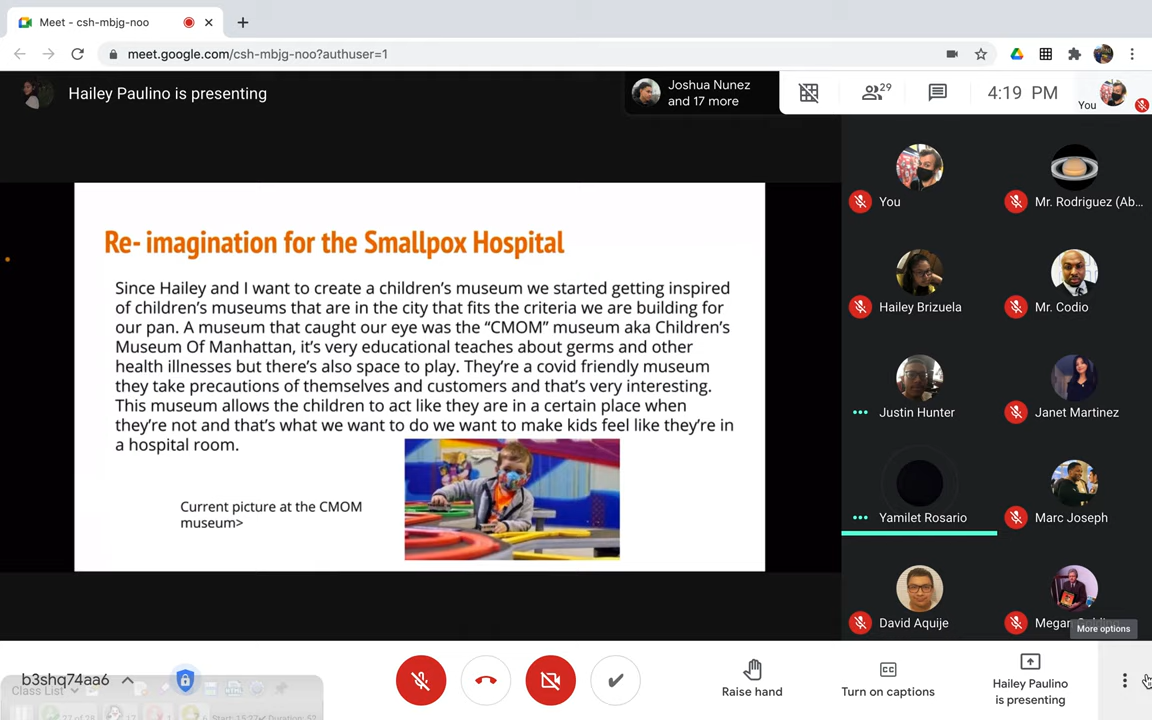 Meet - csh-mbjg-noo
meet.google.com/csh-mbjg-noo?authuser=1
Hailey Paulino is presenting
Joshua Nunez
and 17 more
29
4:19 PM
You
Re- imagination for the Smallpox Hospital
Since Hailey and I want to create a children's museum we started getting inspired
of children's museums that are in the city that fits the criteria we are building for
our pan. A museum that caught our eye was the “CMOM” museum aka Children's
Museum Of Manhattan, it's very educational teaches about germs and other
health illnesses but there's also space to play. They're a covid friendly museum
they take precautions of themselves and customers and that's very interesting.
This museum allows the children to act like they are in a certain place when
they're not and that's what we want to do we want to make kids feel like they're in
a hospital room.
Current picture at the CMOM
museum>
You
Mr. Rodriguez (Ab...
Hailey Brizuela
Mr. Codio
Justin Hunter
Janet Martinez
Yamilet Rosario
Marc Joseph
David Aquije
More options
b3shq74aa6
Class List
Raise hand
Turn on captions
Hailey Paulino
is presenting